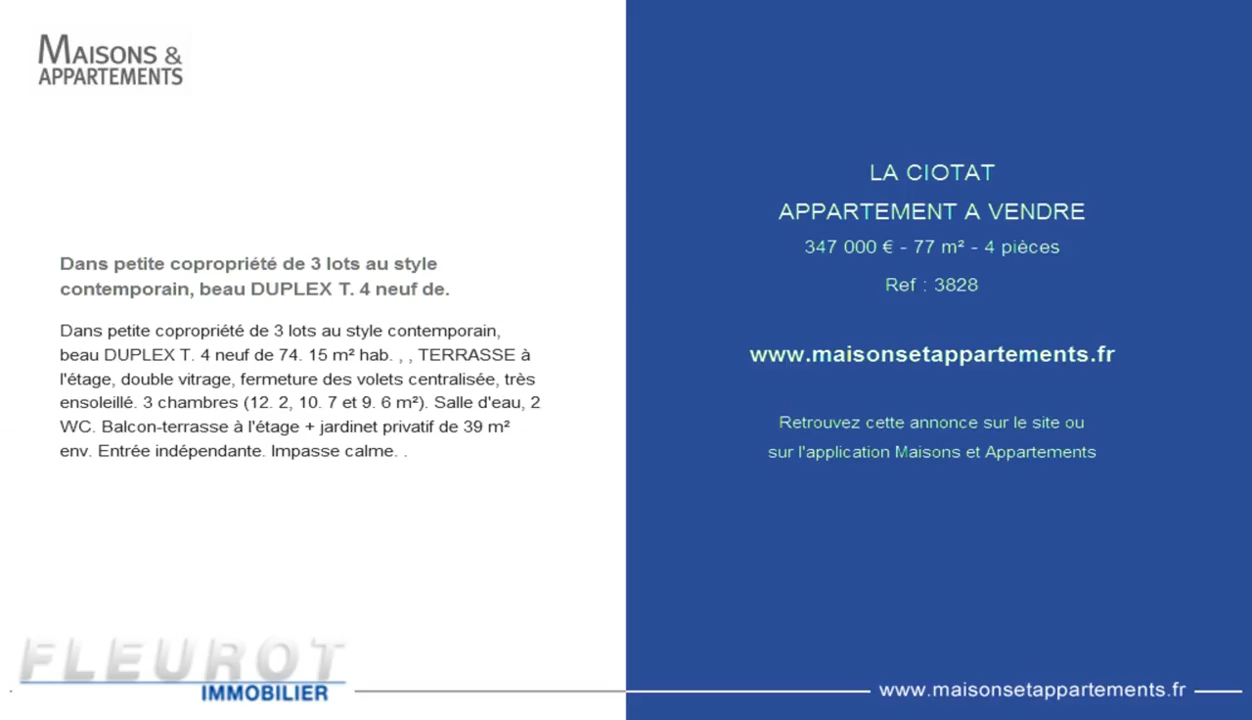 MAISONS &
APPARTEMENTS
Dans petite copropriété de 3 lots au style
contemporain, beau DUPLEX T. 4 neuf de.
Dans petite copropriété de 3 lots au style contemporain,
beau DUPLEX T. 4 neuf de 74. 15 m² hab. , , TERRASSE à
l'étage, double vitrage, fermeture des volets centralisée, très
ensoleillé. 3 chambres (12. 2, 10. 7 et 9. 6 m²). Salle d'eau, 2
WC. Balcon-terrasse à l'étage + jardinet privatif de 39 m²
env. Entrée indépendante. Impasse calme. .
FLEUROT
IMMOBILIER
LA CIOTAT
APPARTEMENT A VENDRE
347 000 € - 77 m² - 4 pièces
Ref : 3828
www.maisonsetappartements.fr
Retrouvez cette annonce sur le site ou
sur l'application Maisons et Appartements
www.maisonsetappartements.fr